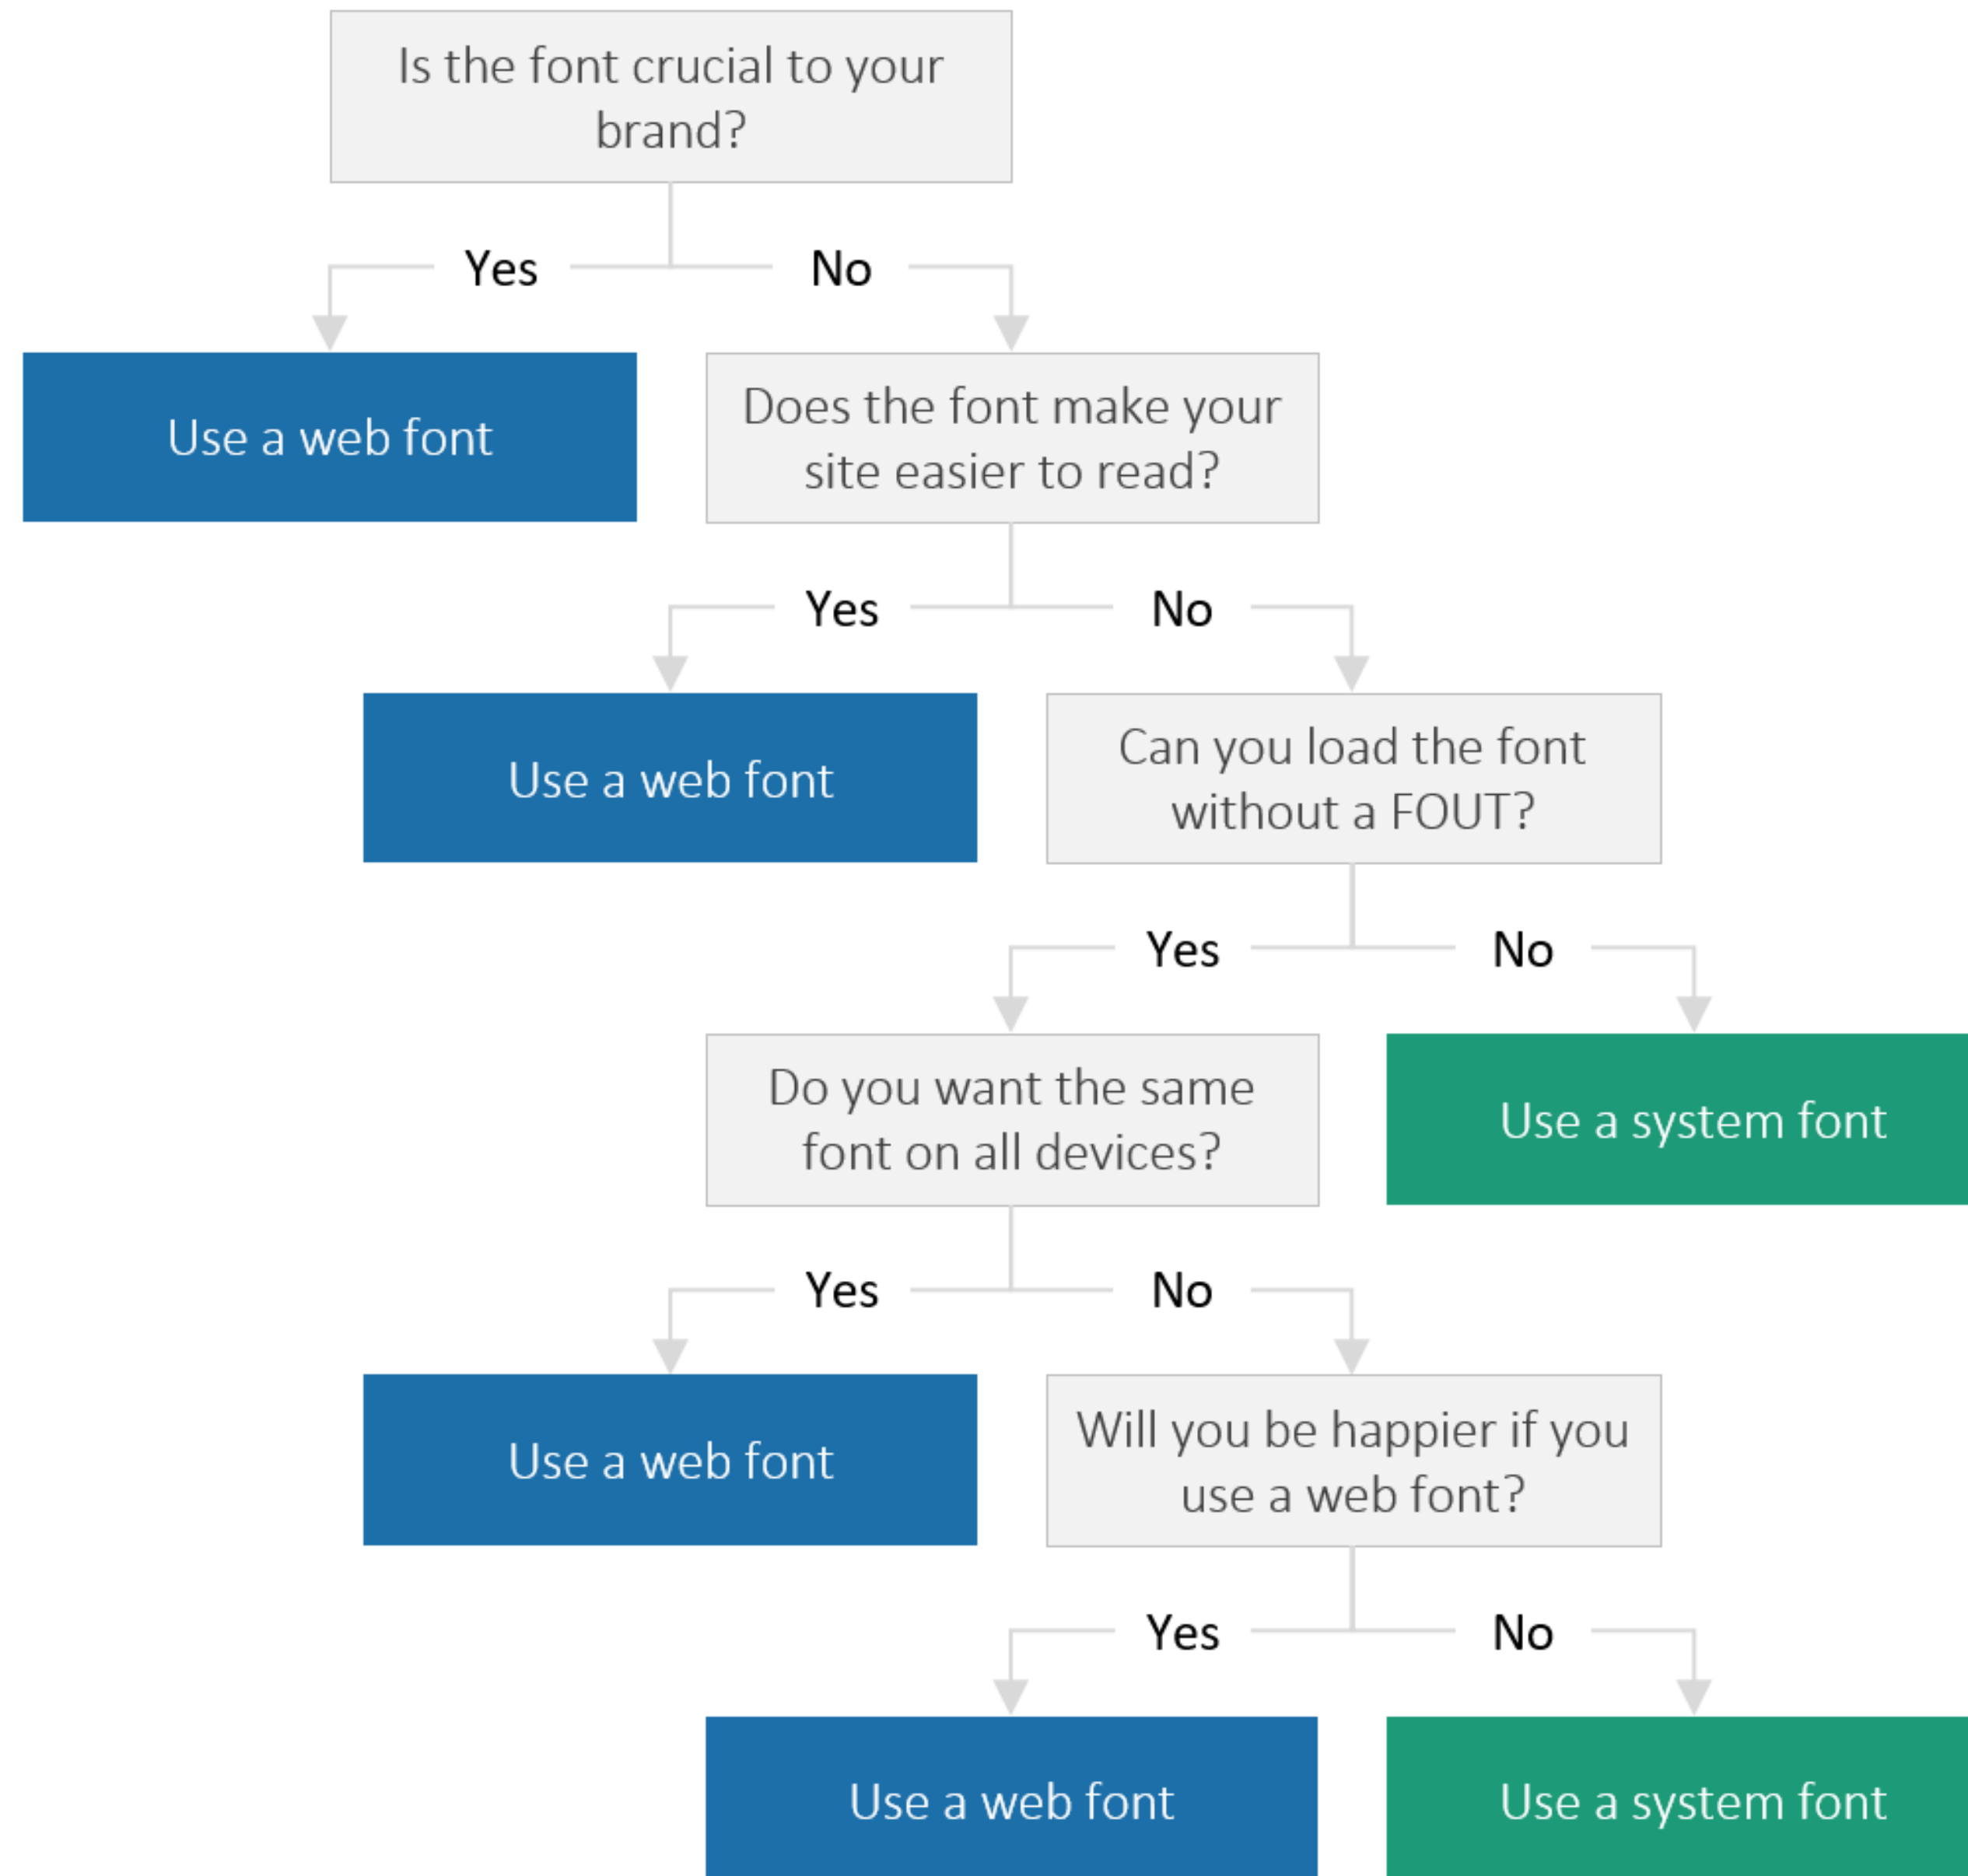 Is the font crucial to your
brand?
Yes
No
Use a web font
Does the font make your
site easier to read?
Yes
No
Use a web font
Can you load the font
without a FOUT?
Yes
No
Do you want the same
font on all devices?
Use a system font
Yes
No
Use a web font
Will you be happier if you
use a web font?
Yes
No
Use a web font
Use a system font